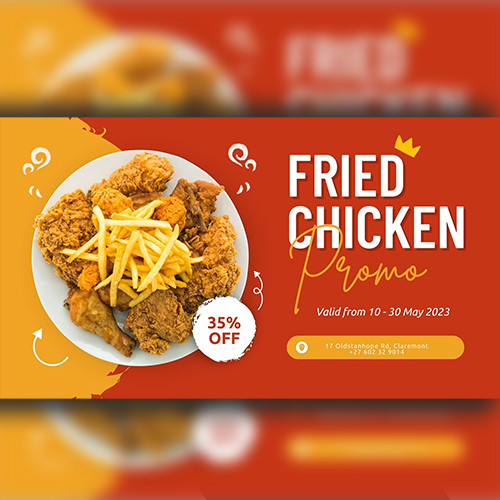 FRIED
CHICKEN
Promo
Valid from 10 - 30 May 2023
35%
OFF
17 Oldstanhope Rd, Claremont
+27 602 32 9014